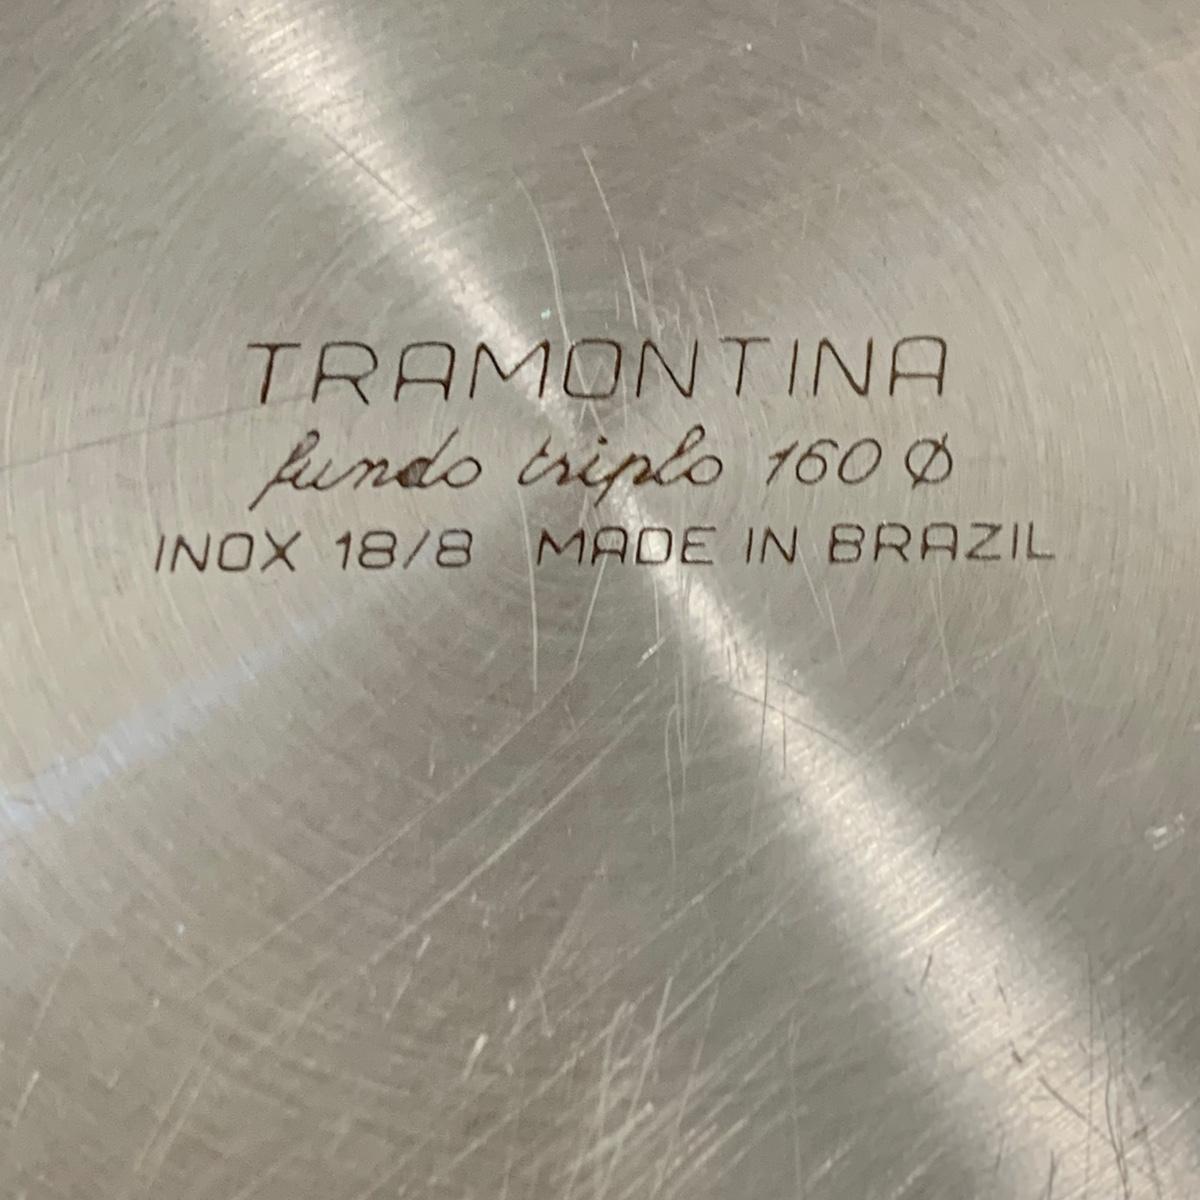 TRAMONTINA
fundo triplo 160 Ø
INOX 18/8 MADE IN BRAZIL